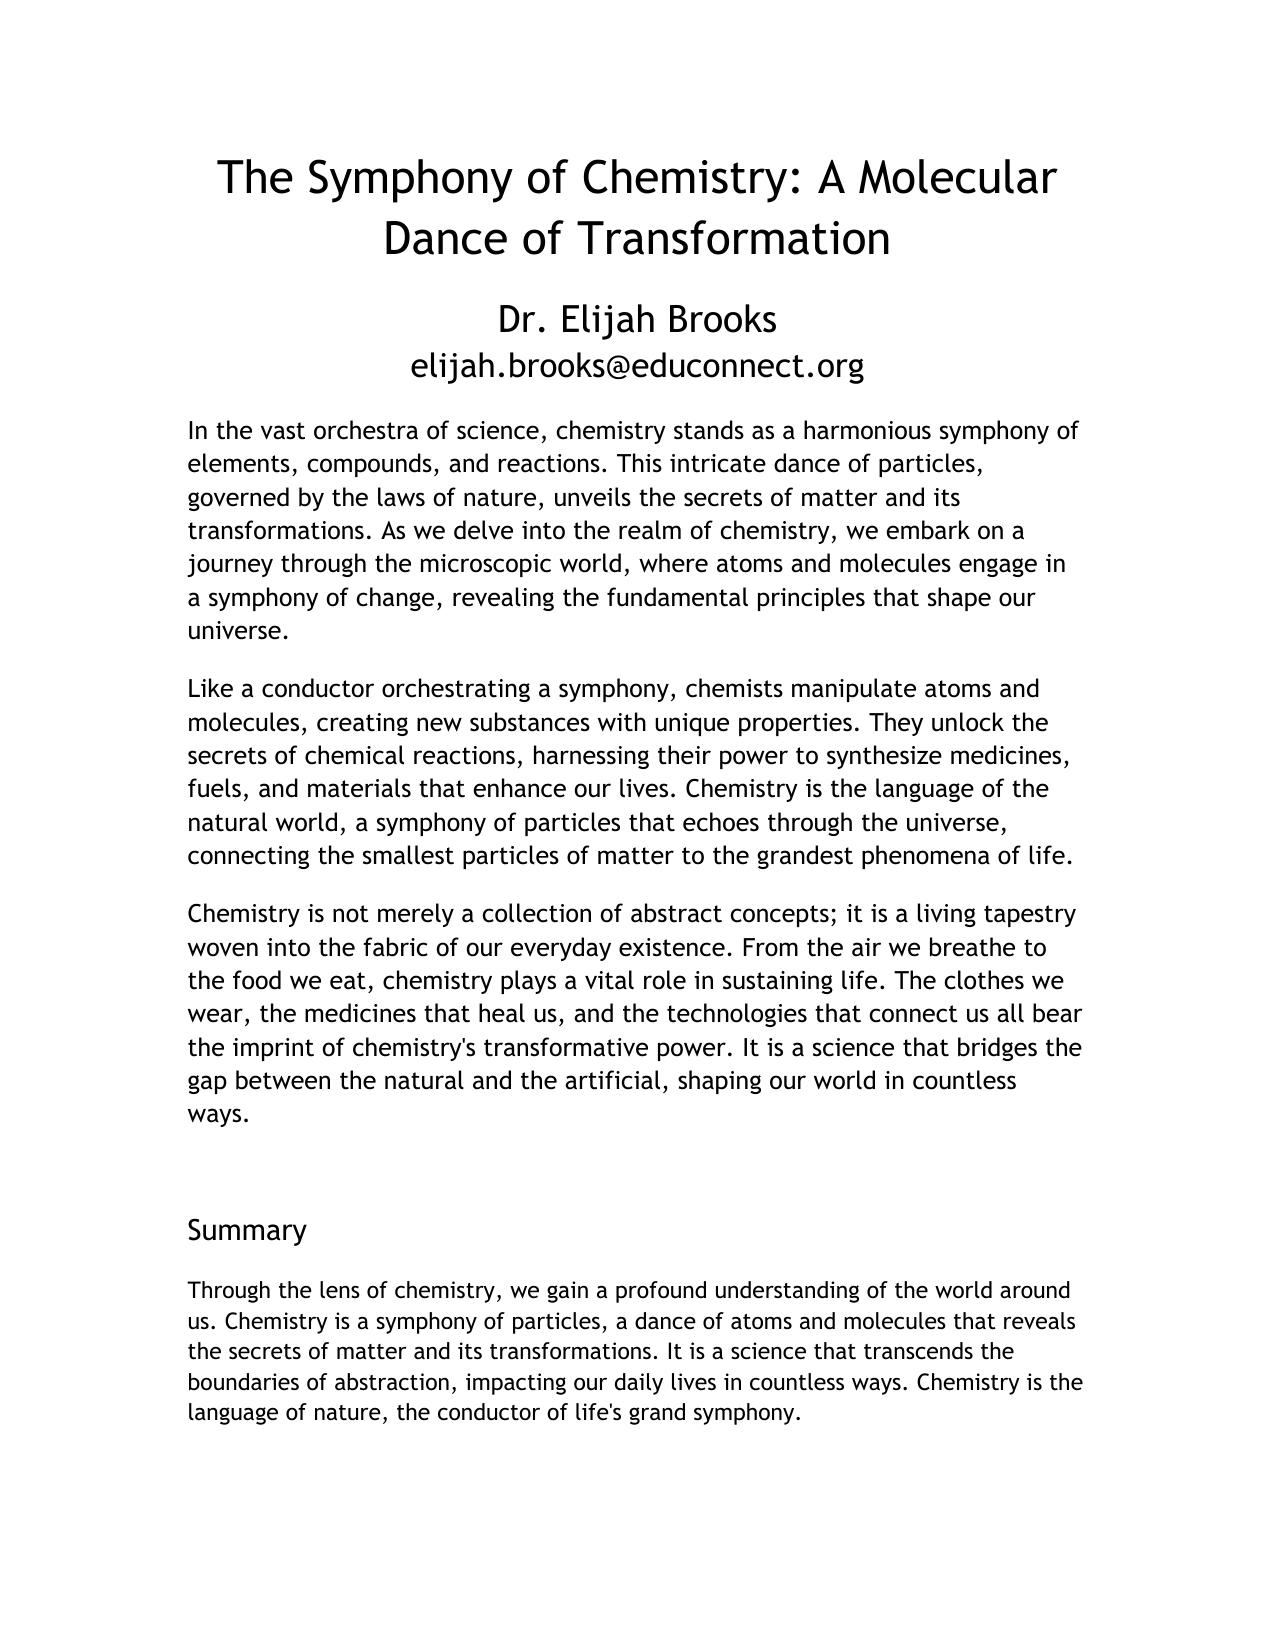 The Symphony of Chemistry: A Molecular
Dance of Transformation
Dr. Elijah Brooks
elijah.brooks@educonnect.org
In the vast orchestra of science, chemistry stands as a harmonious symphony of
elements, compounds, and reactions. This intricate dance of particles,
governed by the laws of nature, unveils the secrets of matter and its
transformations. As we delve into the realm of chemistry, we embark on a
journey through the microscopic world, where atoms and molecules engage in
a symphony of change, revealing the fundamental principles that shape our
universe.
Like a conductor orchestrating a symphony, chemists manipulate atoms and
molecules, creating new substances with unique properties. They unlock the
secrets of chemical reactions, harnessing their power to synthesize medicines,
fuels, and materials that enhance our lives. Chemistry is the language of the
natural world, a symphony of particles that echoes through the universe,
connecting the smallest particles of matter to the grandest phenomena of life.
Chemistry is not merely a collection of abstract concepts; it is a living tapestry
woven into the fabric of our everyday existence. From the air we breathe to
the food we eat, chemistry plays a vital role in sustaining life. The clothes we
wear, the medicines that heal us, and the technologies that connect us all bear
the imprint of chemistry's transformative power. It is a science that bridges the
gap between the natural and the artificial, shaping our world in countless
ways.
Summary
Through the lens of chemistry, we gain a profound understanding of the world around
us. Chemistry is a symphony of particles, a dance of atoms and molecules that reveals
the secrets of matter and its transformations. It is a science that transcends the
boundaries of abstraction, impacting our daily lives in countless ways. Chemistry is the
language of nature, the conductor of life's grand symphony.